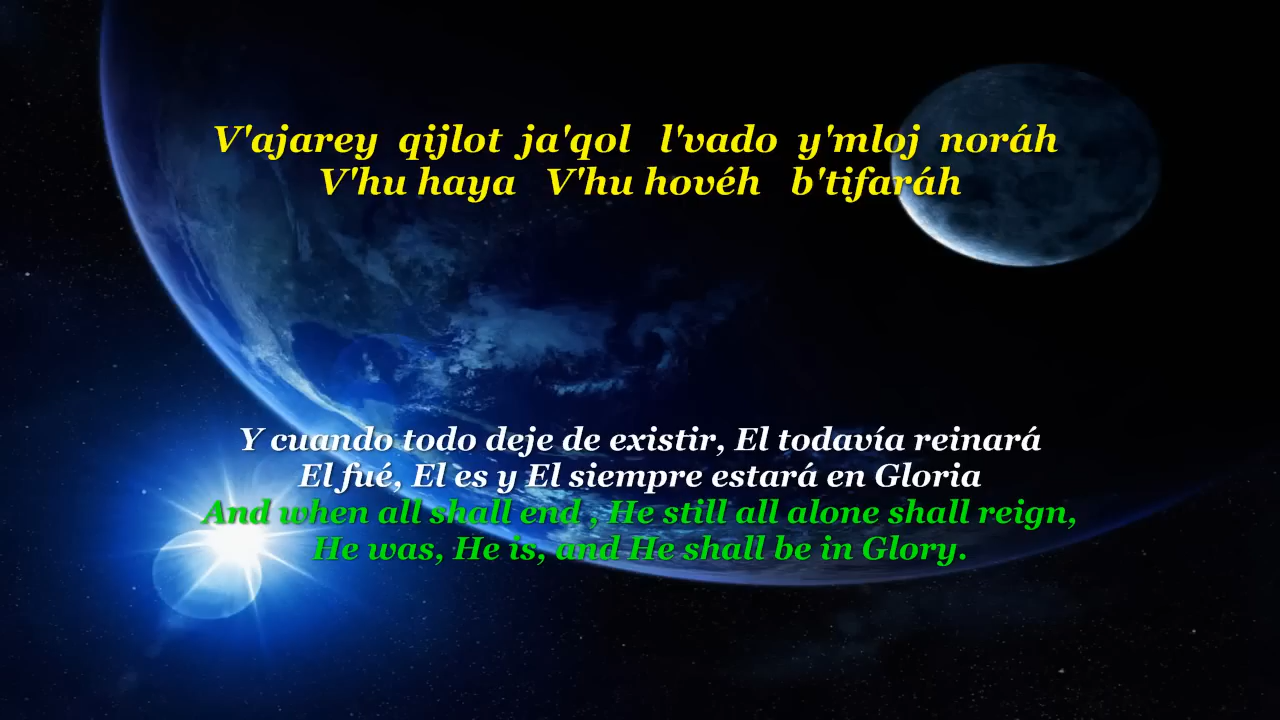 V'ajarey qijlot ja'qol l'vado y'mloj noráh
V'hu haya V'hu hovéh b'tifaráh
Y cuando todo deje de existir, El todavía reinará
El fué, El es y El siempre estará en Gloria
And when all shall end , He still all alone shall reign,
He was, He is, and He shall be in Glory.